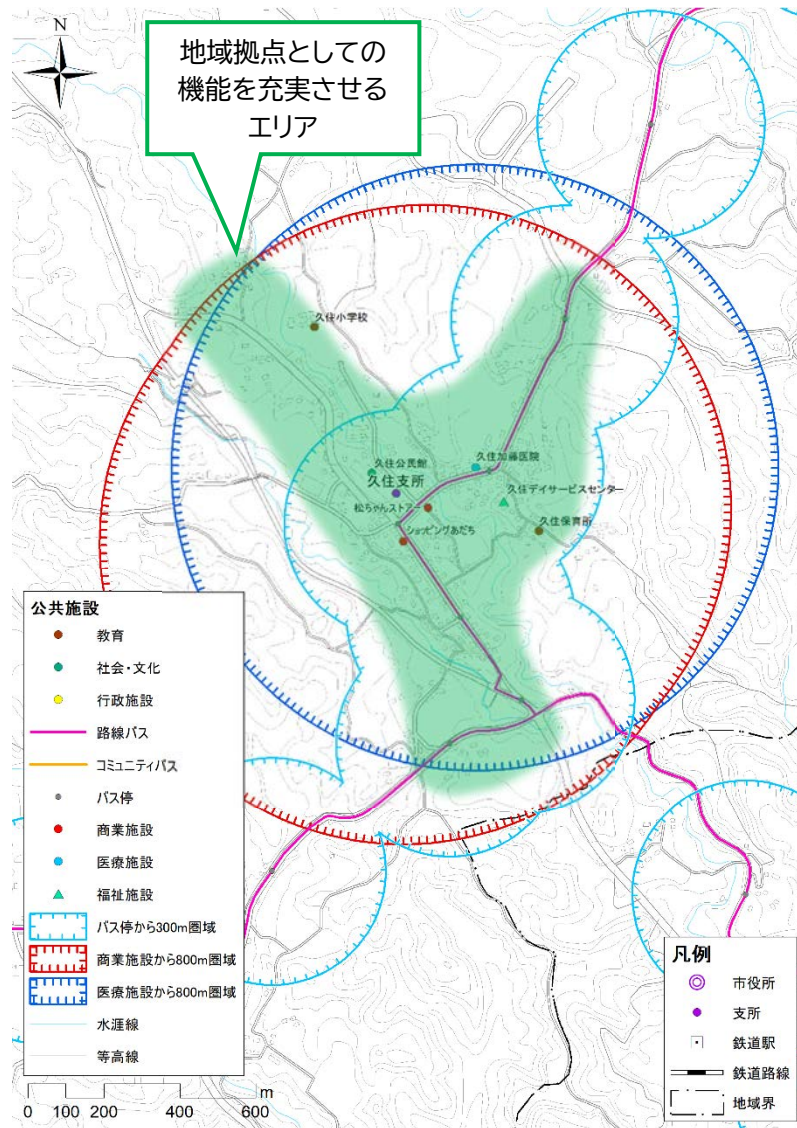 N
地域拠点としての
機能を充実させる
エリア
久住小学校
久住公民館
久住加藤医院
久住支所
久住デイサービスセンター
松ちゃんストアー
久住保育所
ショッピングあだち
公共施設
教育
社会・文化
行政施設
路線バス
コミュニティバス
バス停
商業施設
医療施設
福祉施設
バス停から300m圏域
商業施設から800m圏域
医療施設から800m圏域
水涯線
等高線
m
0 100 200 400 600
凡例
市役所
支所
鉄道駅
鉄道路線
地域界